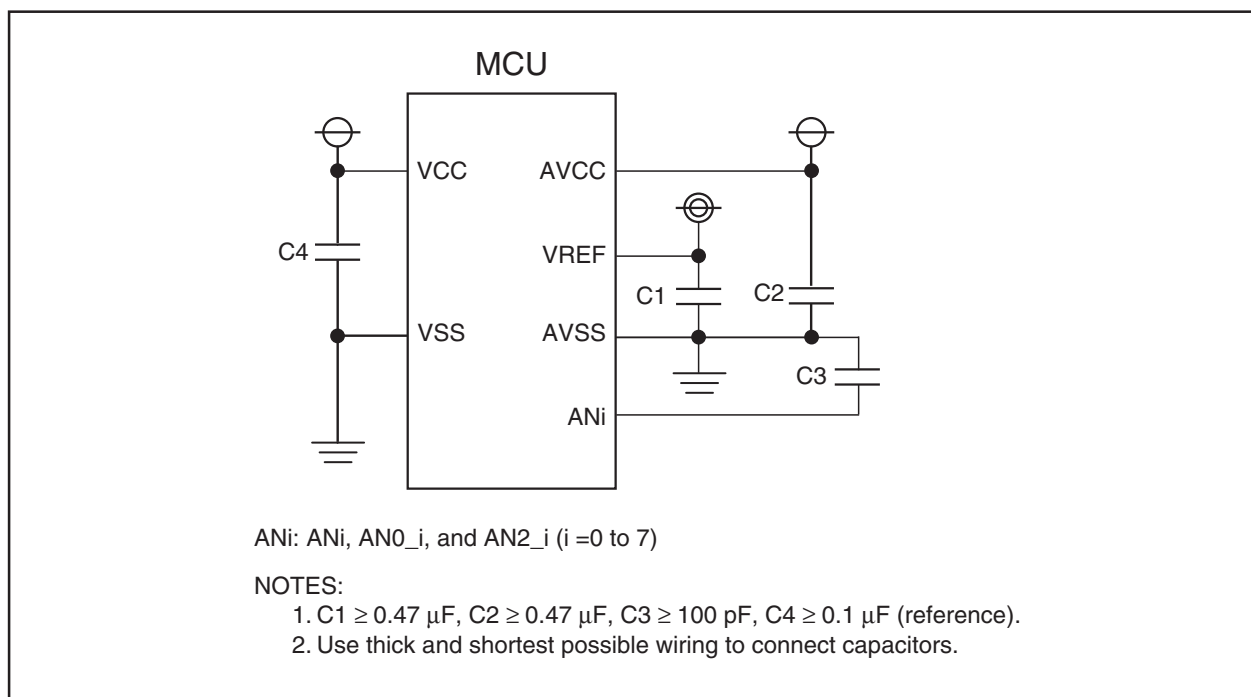 MCU
VCC
AVCC
C4
VREF
C1
C2
VSS
AVSS
C3
ANi
ANi: ANi, AN0_i, and AN2_i (i =0 to 7)
NOTES:
1. C1 ≥ 0.47 μF, C2 ≥ 0.47 μF, C3 ≥ 100 pF, C4 ≥ 0.1 μF (reference).
2. Use thick and shortest possible wiring to connect capacitors.